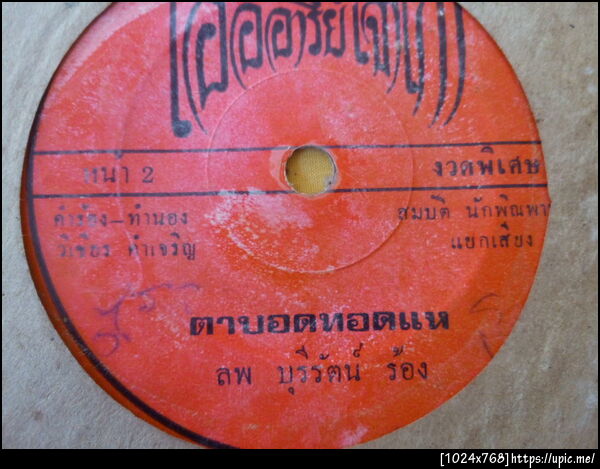 หน้า 2
งวดพิเศษ
คำร้อง-ทำนอง
สมบัติ นักพิณพา
วิเชียร คำเจริญ
แยกเสียง
ตาบอดทอดแห
ลพ บุรีรัตน์ ร้อง
[1024x768]https://upic.me/